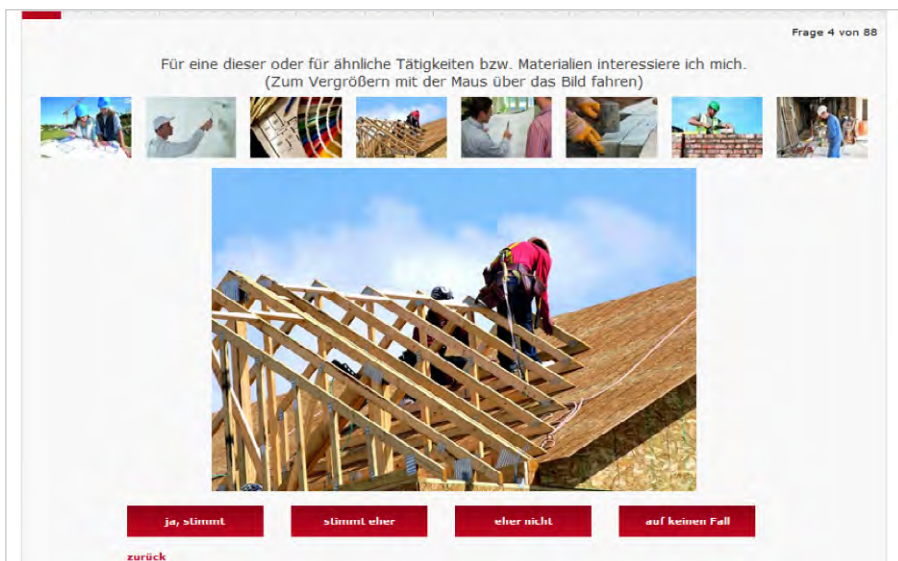 Frage 4 von 88
Für eine dieser oder für ähnliche Tätigkeiten bzw. Materialien interessiere ich mich.
(Zum Vergrößern mit der Maus über das Bild fahren)
ja, stimmt
stimmt eher
eher nicht
auf keinen Fall
zurück